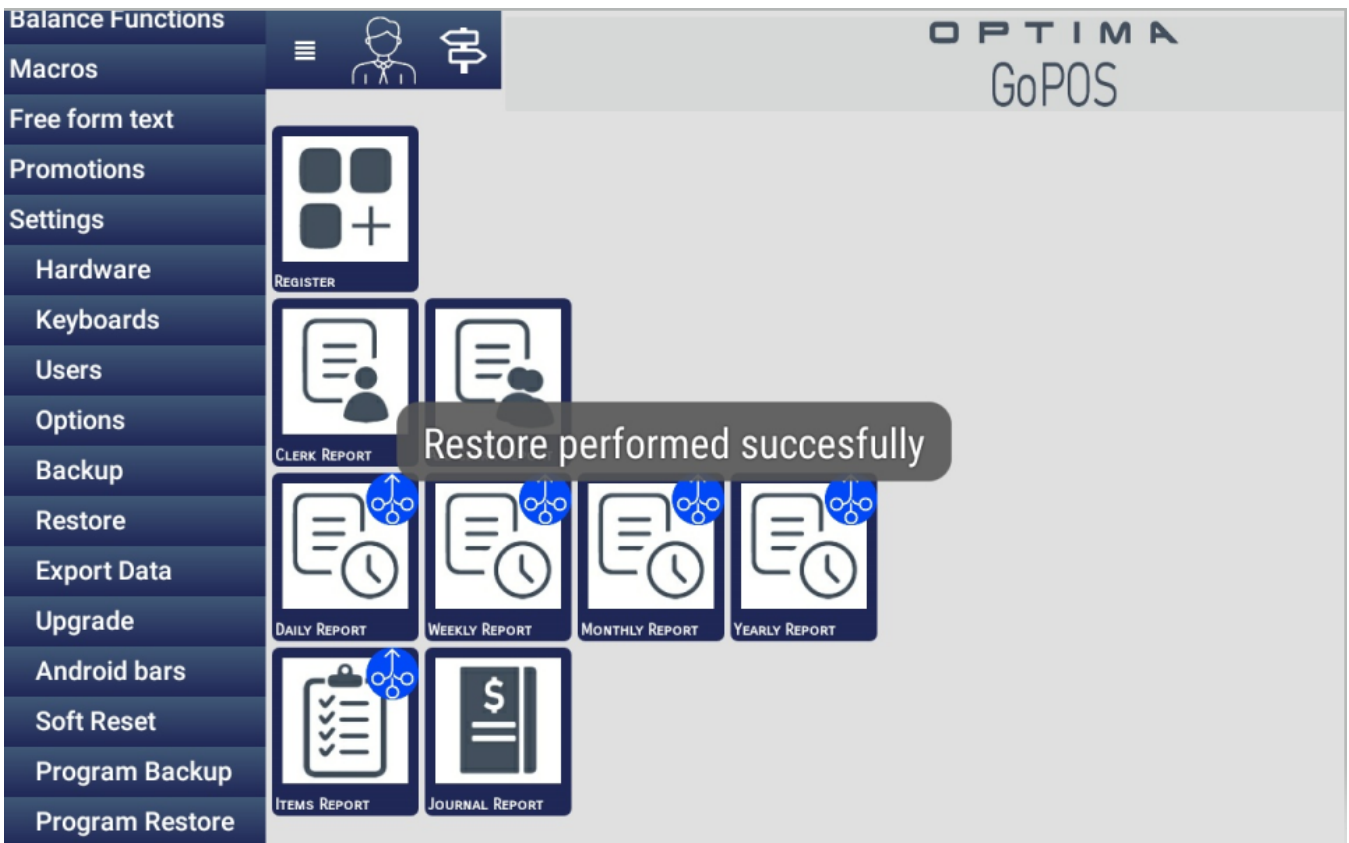 Balance Functions
Macros
Free form text
Promotions
Settings
Hardware
Keyboards
Users
Options
Backup
Restore
Export Data
Upgrade
Android bars
Soft Reset
Program Backup
Program Restore
OPTIMA
GoPOS
REGISTER
CLERK REPORT
Restore performed succesfully
DAILY REPORT
WEEKLY REPORT
MONTHLY REPORT
YEARLY REPORT
ITEMS REPORT
JOURNAL REPORT
$